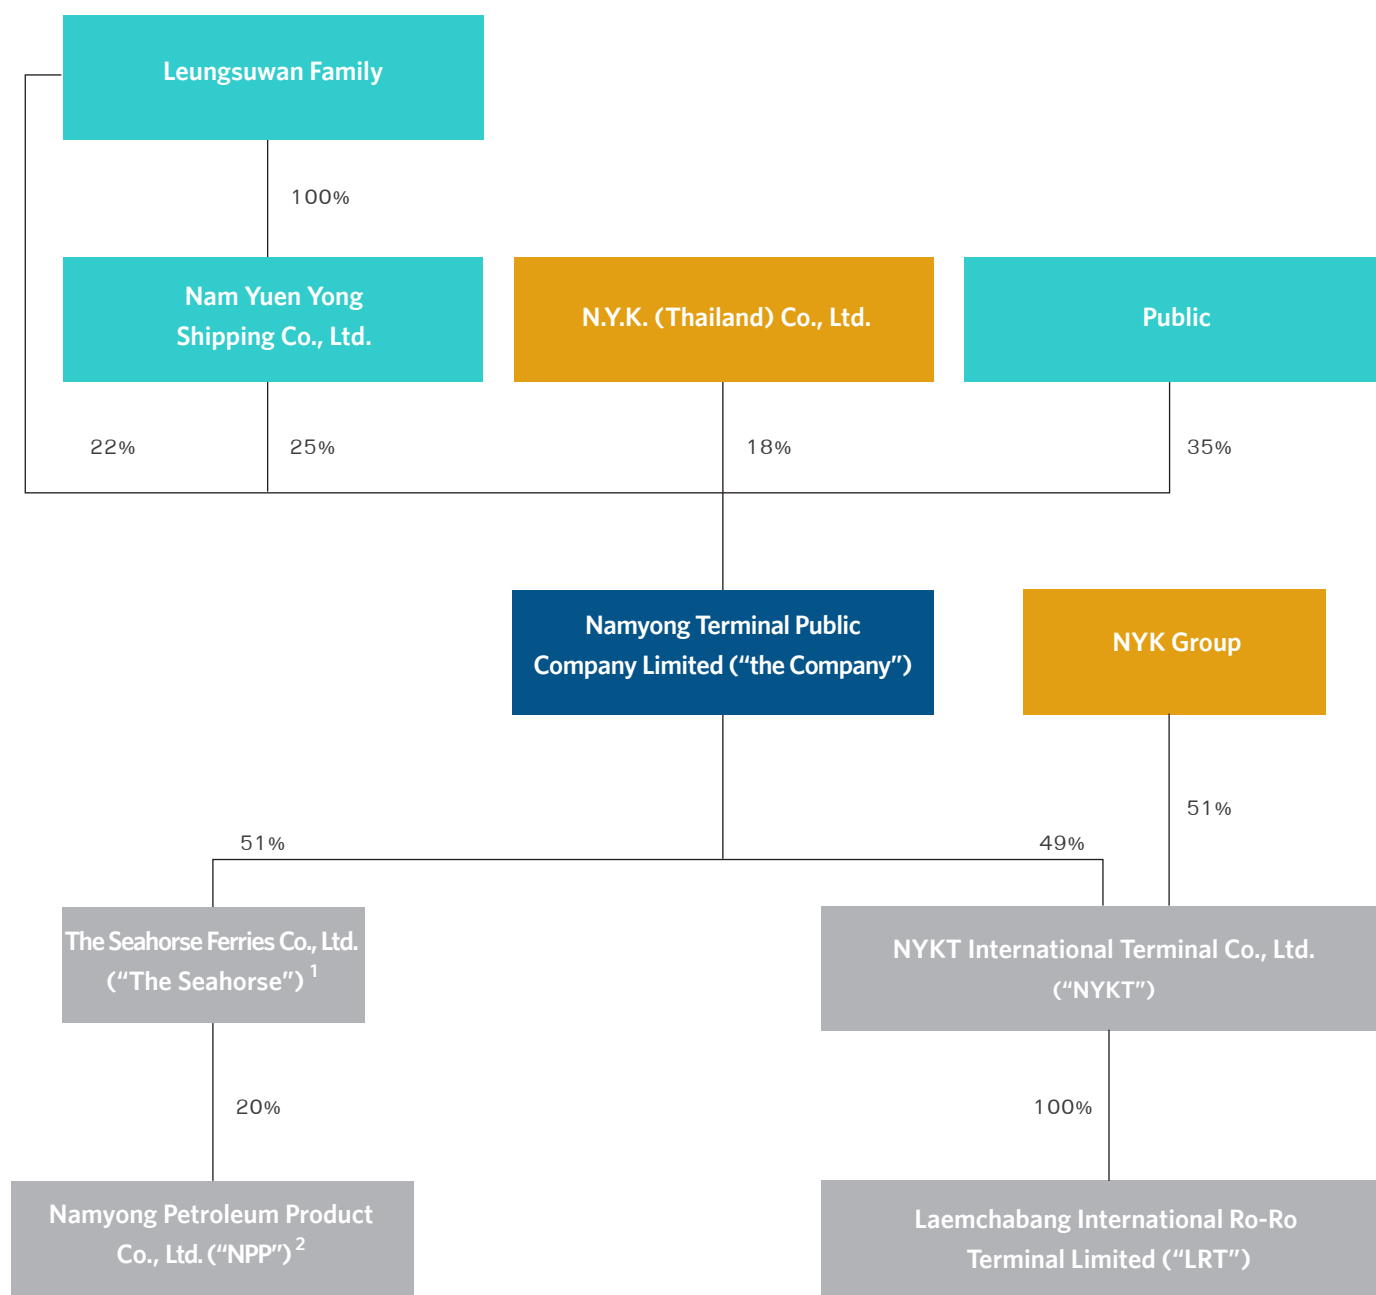 Leungsuwan Family
100%
Nam Yuen Yong
Shipping Co., Ltd.
N.Y.K. (Thailand) Co., Ltd.
Public
22%
25%
18%
35%
Namyong Terminal Public
Company Limited (“the Company”)
NYK Group
51%
51%
49%
The Seahorse Ferries Co., Ltd.
(“The Seahorse”) 1
NYKT International Terminal Co., Ltd.
(“NYKT”)
20%
100%
Namyong Petroleum Product
Co., Ltd. (“NPP”) 2
Laemchabang International Ro-Ro
Terminal Limited (“LRT”)